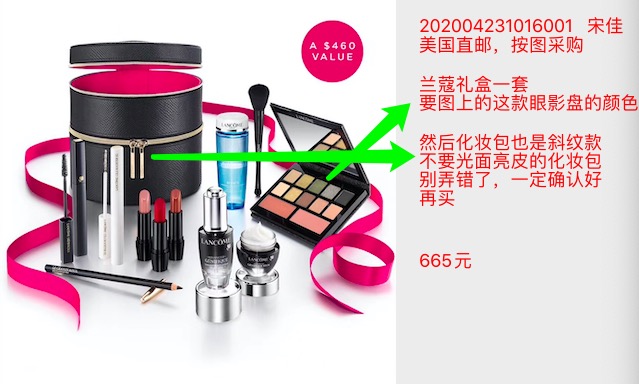 A $460
VALUE
LANCÔME
LANCÔME
GÉNIFIQUE
202004231016001 宋佳
美国直邮，按图采购
兰蔻礼盒一套
要图上的这款眼影盘的颜色
然后化妆包也是斜纹款
不要光面亮皮的化妆包
别弄错了，一定确认好
再买
665元